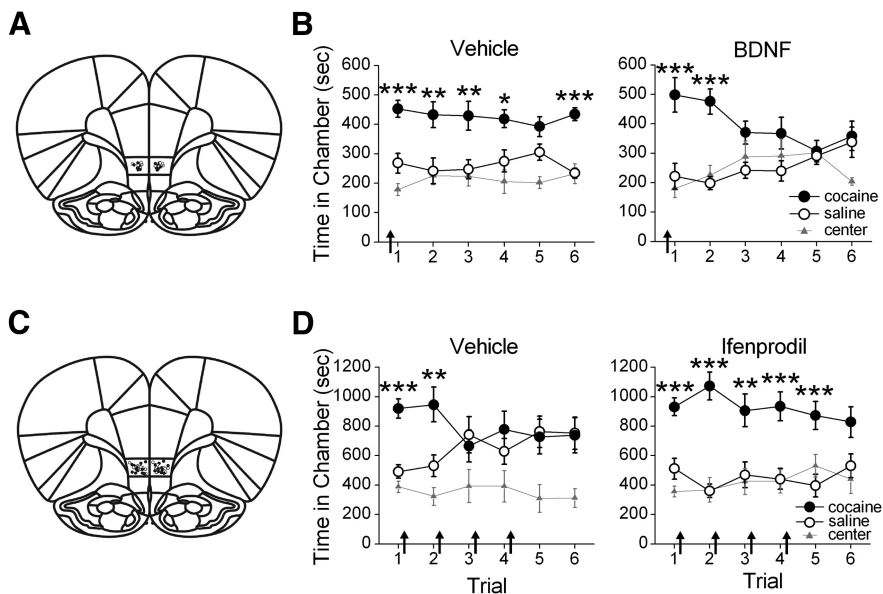 A
B
Vehicle
BDNF
Time in Chamber (sec)
600
500
400
300
200
100
0
*** ** ** * ***
1 2 3 4 5 6
600
500
400
300
200
100
0
*** ***
cocaine
saline
center
1 2 3 4 5 6
C
D
Vehicle
Ifenprodil
Time in Chamber (sec)
1200
1000
800
600
400
200
0
*** **
1 2 3 4 5 6
Trial
1200
1000
800
600
400
200
0
*** *** ** *** ***
cocaine
saline
center
1 2 3 4 5 6
Trial